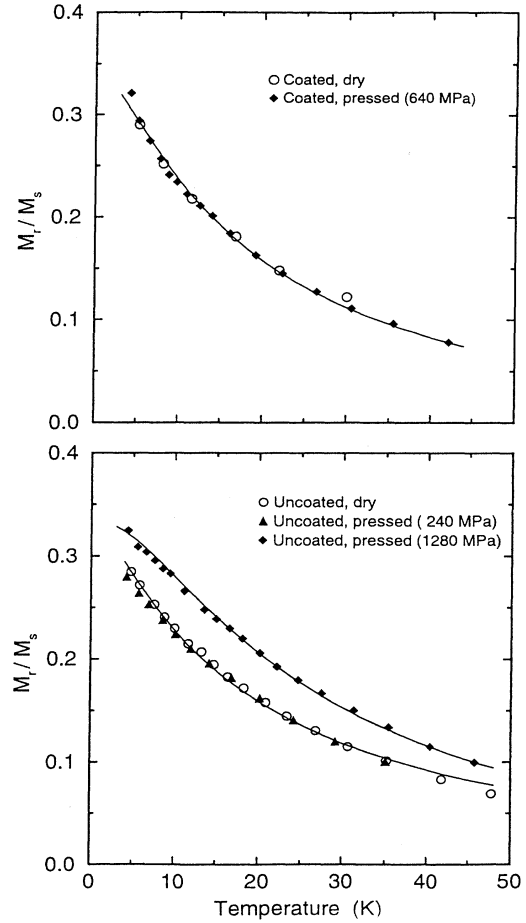 0.4
Coated, dry
Coated, pressed (640 MPa)
0.3
Mr/Ms
0.2
0.1
0.0
0.4
Uncoated, dry
Uncoated, pressed ( 240 MPa)
Uncoated, pressed (1280 MPa)
0.3
Mr/Ms
0.2
0.1
0.0
0 10 20 30 40 50
Temperature (K)